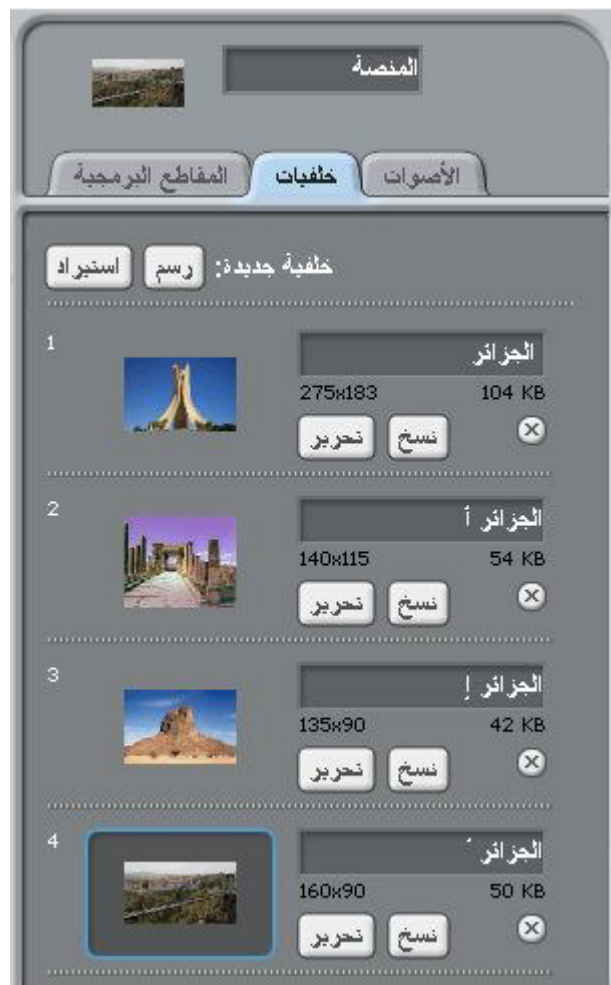 المنصة
الأصوات خلفيات المقاطع البرمجية
خلفية جديدة: رسم استيراد
1
الجزائر
275x183 104 KB
نسخ تحرير
2
الجزائر أ
140x115 54 KB
نسخ تحرير
3
الجزائر إ
135x90 42 KB
نسخ تحرير
4
الجزائر
160x90 50 KB
نسخ تحرير